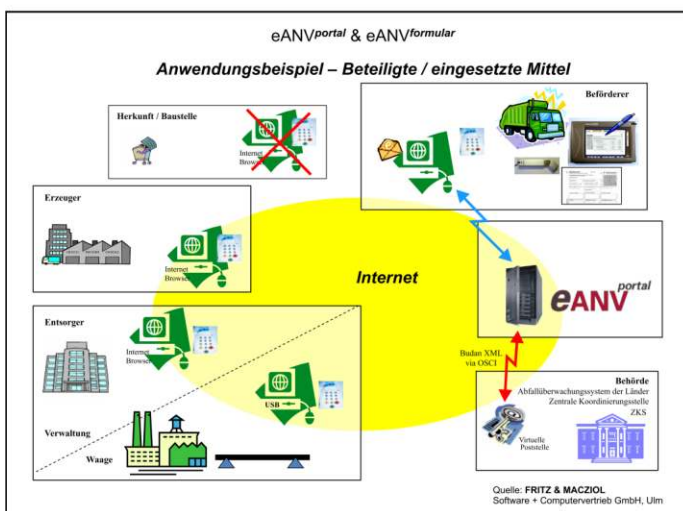 eANVportal & eANVformular
Anwendungsbeispiel – Beteiligte / eingesetzte Mittel
Herkunft / Baustelle
Internet
Browser
Beförderer
Erzeuger
Internet
Browser
Internet
eANV portal
Entsorger
Internet
Browser
USB
Verwaltung
Waage
Budan XML
via OSCI
Behörde
Abfallüberwachungssystem der Länder
Zentrale Koordinierungsstelle
ZKS
Virtuelle
Poststelle
Quelle: FRITZ & MACZIOL
Software + Computervertrieb GmbH, Ulm